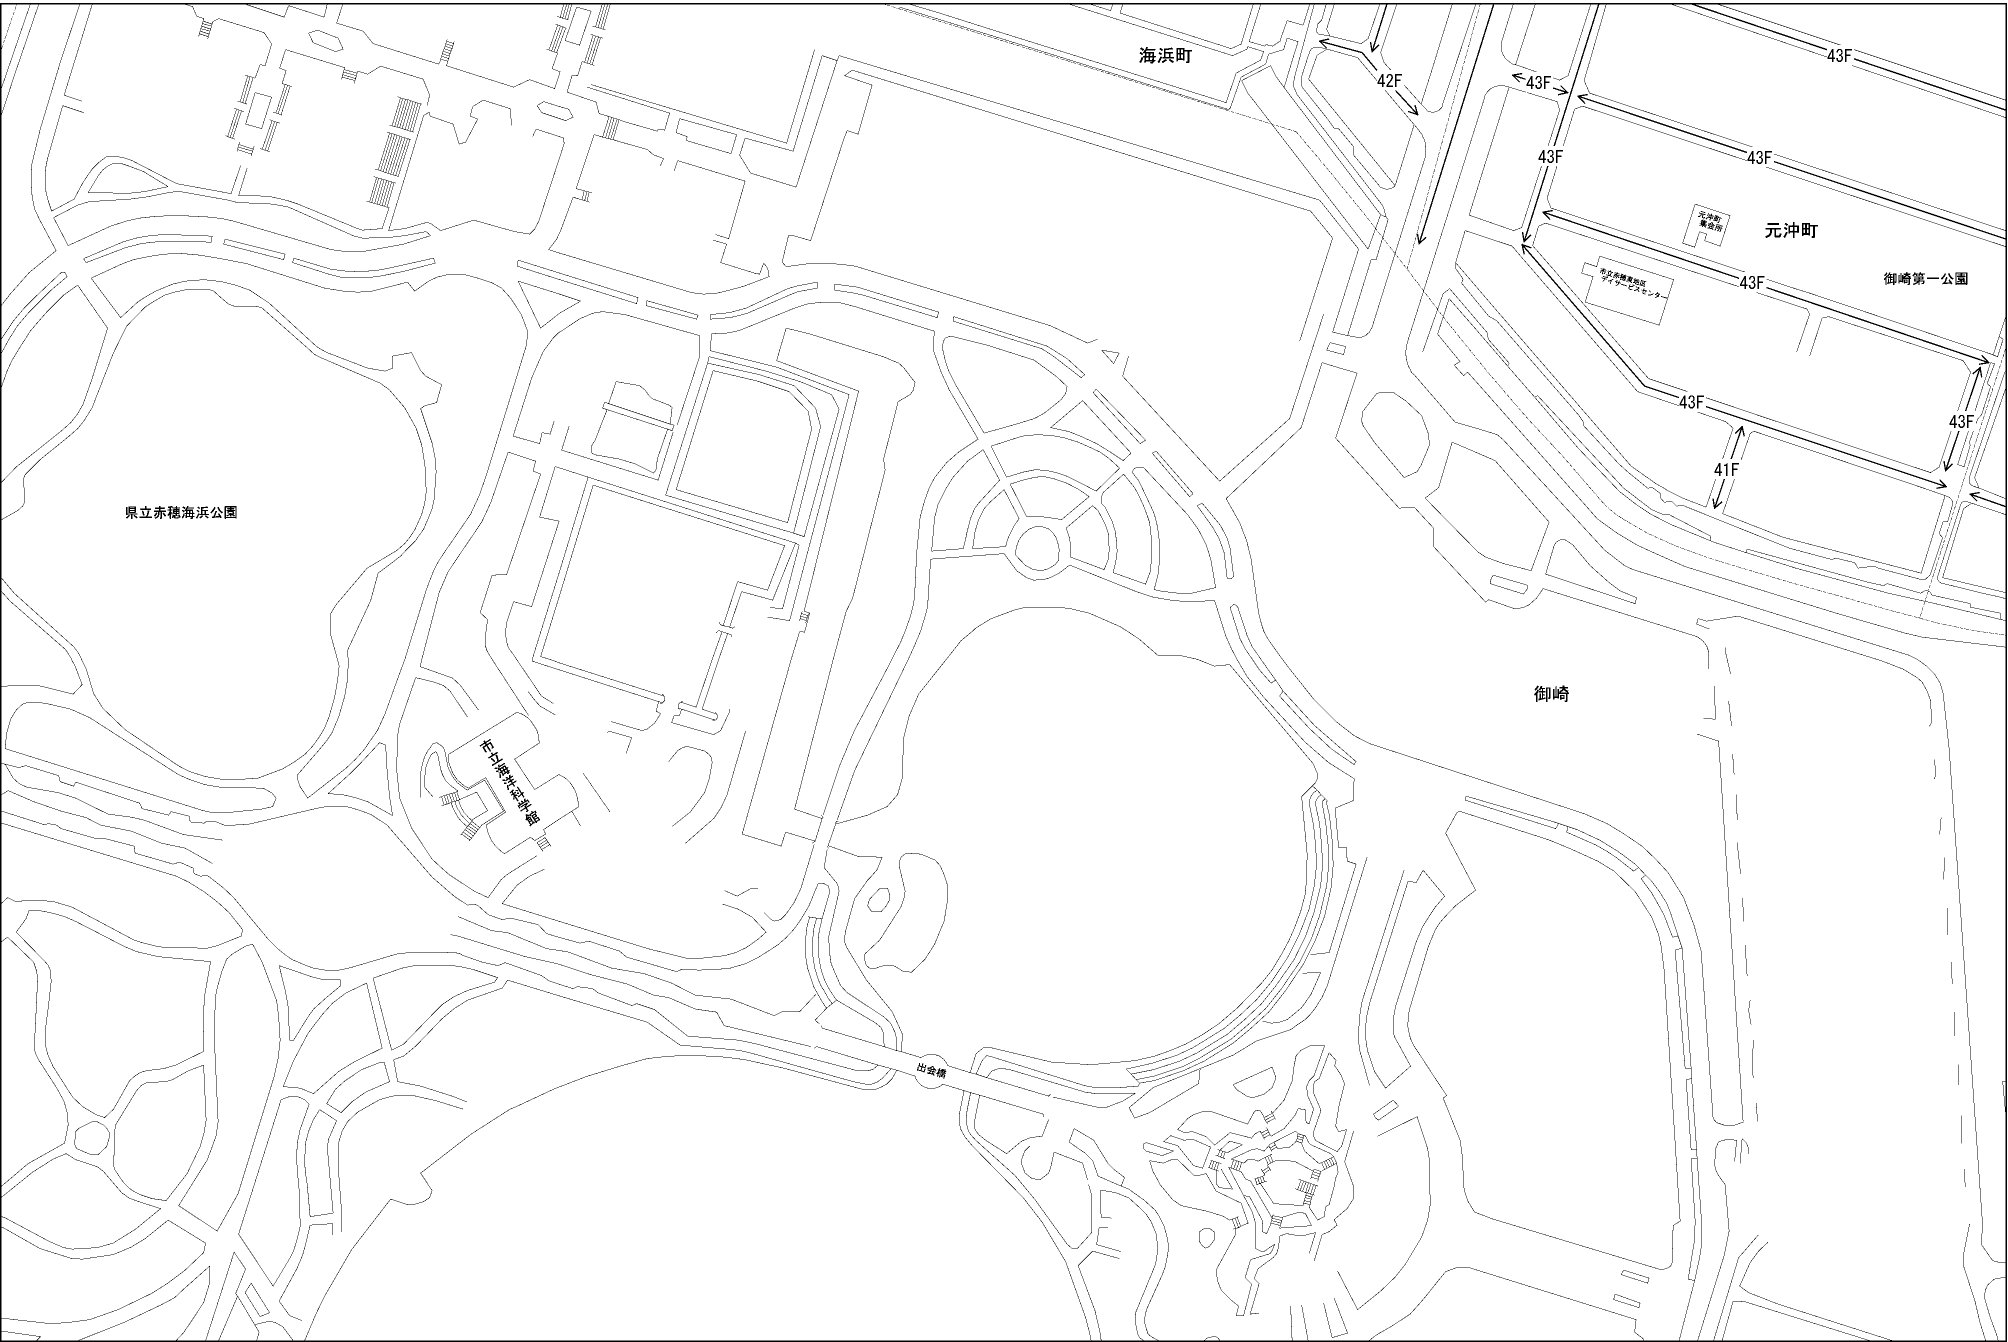 海浜町
43F
42F
43F
43F
43F
元沖町
集会所
元沖町
市立赤穂東地区
デイサービスセンター
43F
御崎第一公園
43F
43F
41F
県立赤穂海浜公園
御崎
市立海洋科学館
出会橋